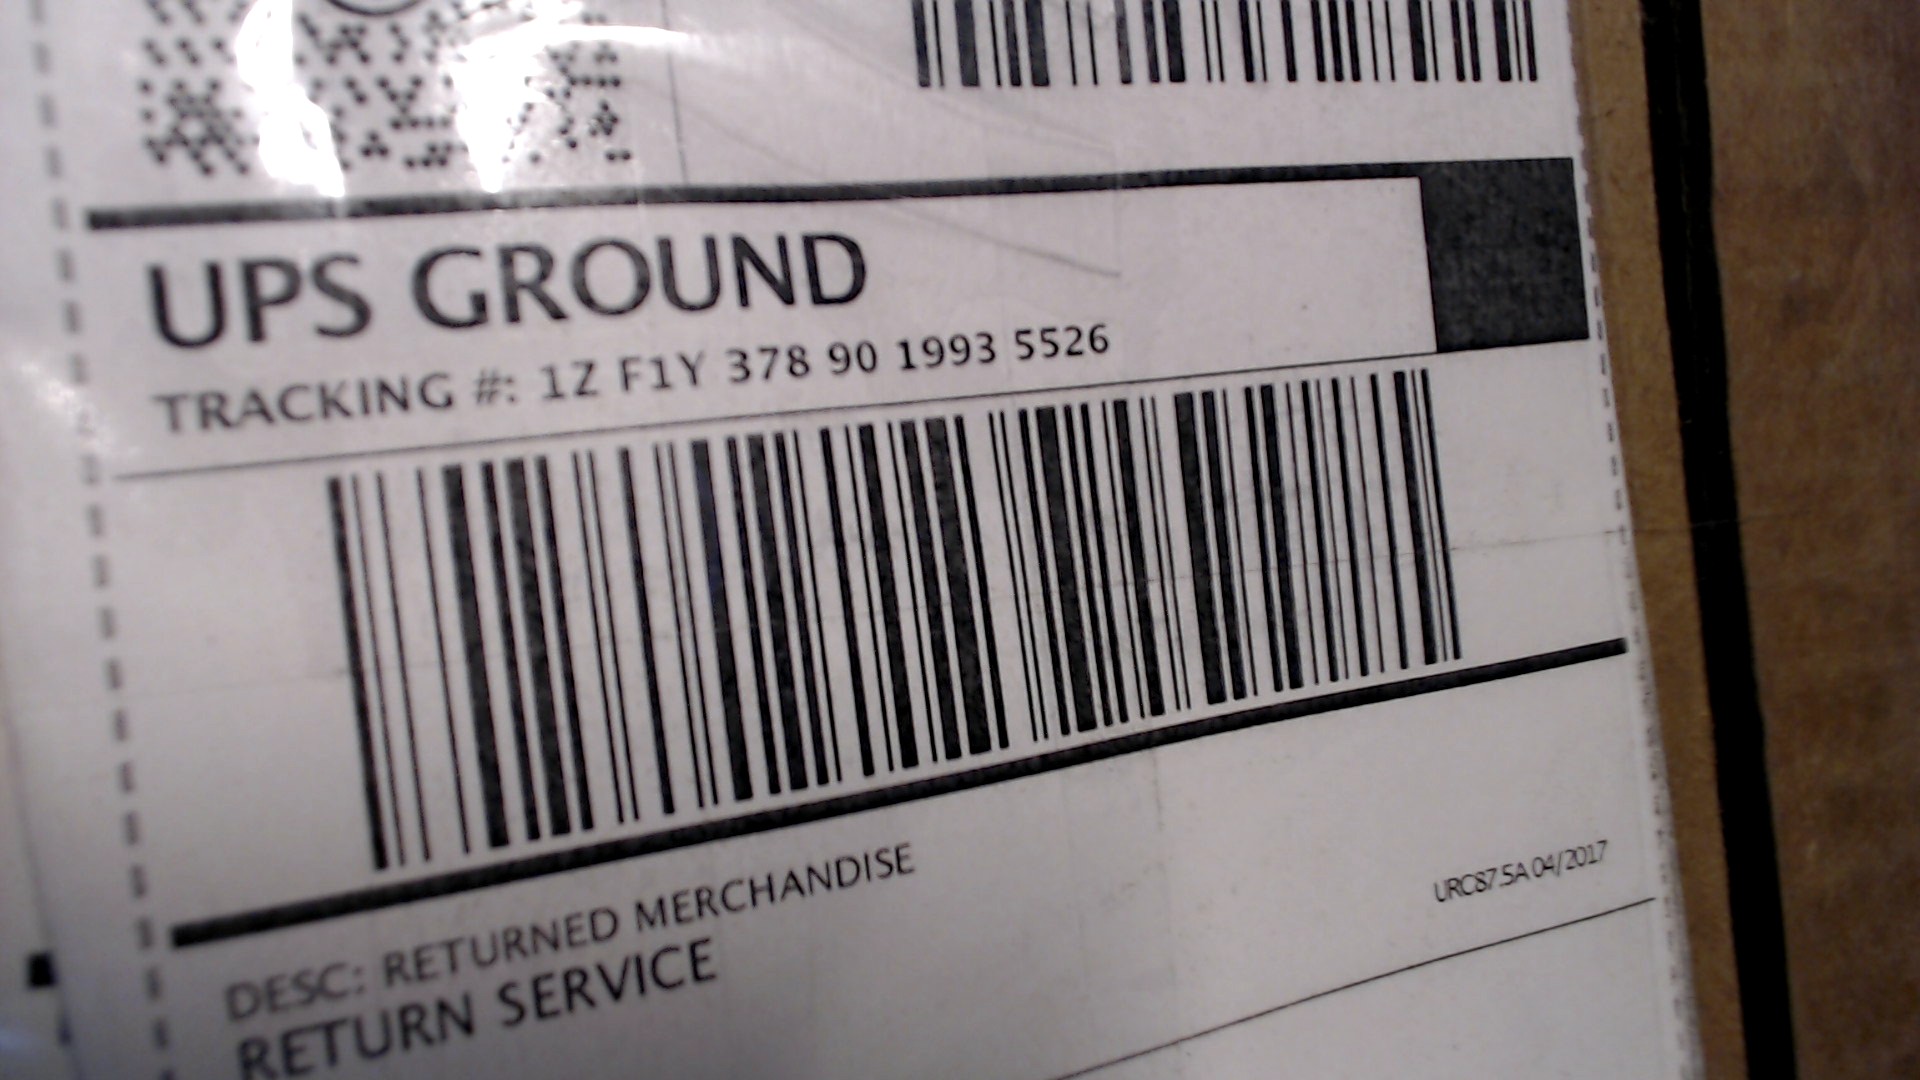 UPS GROUND
TRACKING #: 1Z F1Y 378 90 1993 5526
DESC: RETURNED MERCHANDISE
RETURN SERVICE
URC87.5A 04/2017